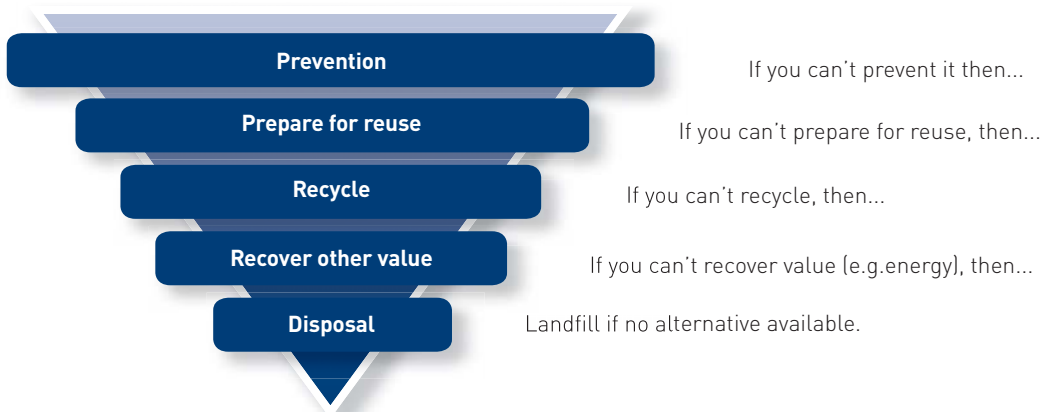 Prevention
If you can't prevent it then...
Prepare for reuse
If you can't prepare for reuse, then...
Recycle
If you can't recycle, then...
Recover other value
If you can't recover value (e.g.energy), then...
Disposal
Landfill if no alternative available.